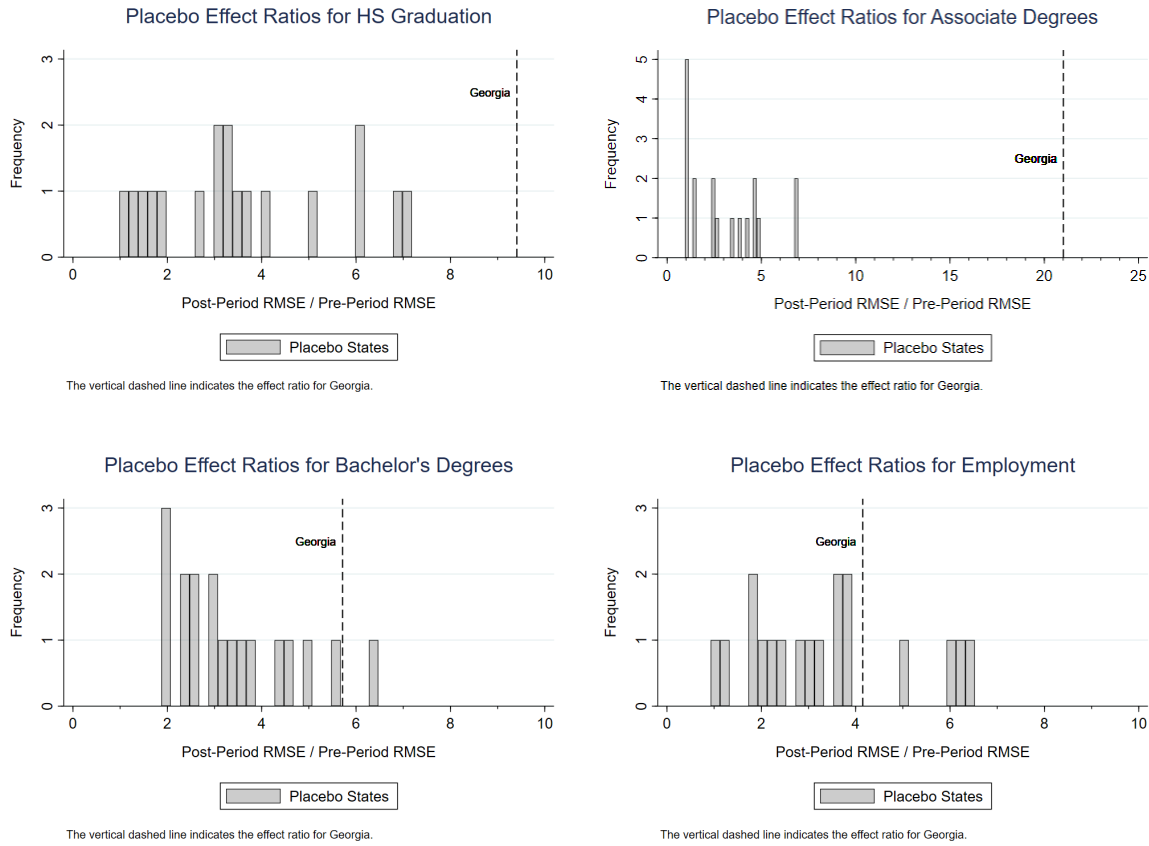 Placebo Effect Ratios for HS Graduation
3
2
1
0
Frequency
Georgia
0 2 4 6 8 10
Post-Period RMSE / Pre-Period RMSE
Placebo States
The vertical dashed line indicates the effect ratio for Georgia.
Placebo Effect Ratios for Associate Degrees
5
4
3
2
1
0
Frequency
Georgia
0 5 10 15 20 25
Post-Period RMSE / Pre-Period RMSE
Placebo States
The vertical dashed line indicates the effect ratio for Georgia.
Placebo Effect Ratios for Bachelor's Degrees
3
2
1
0
Frequency
Georgia
0 2 4 6 8 10
Post-Period RMSE / Pre-Period RMSE
Placebo States
The vertical dashed line indicates the effect ratio for Georgia.
Placebo Effect Ratios for Employment
3
2
1
0
Frequency
Georgia
0 2 4 6 8 10
Post-Period RMSE / Pre-Period RMSE
Placebo States
The vertical dashed line indicates the effect ratio for Georgia.